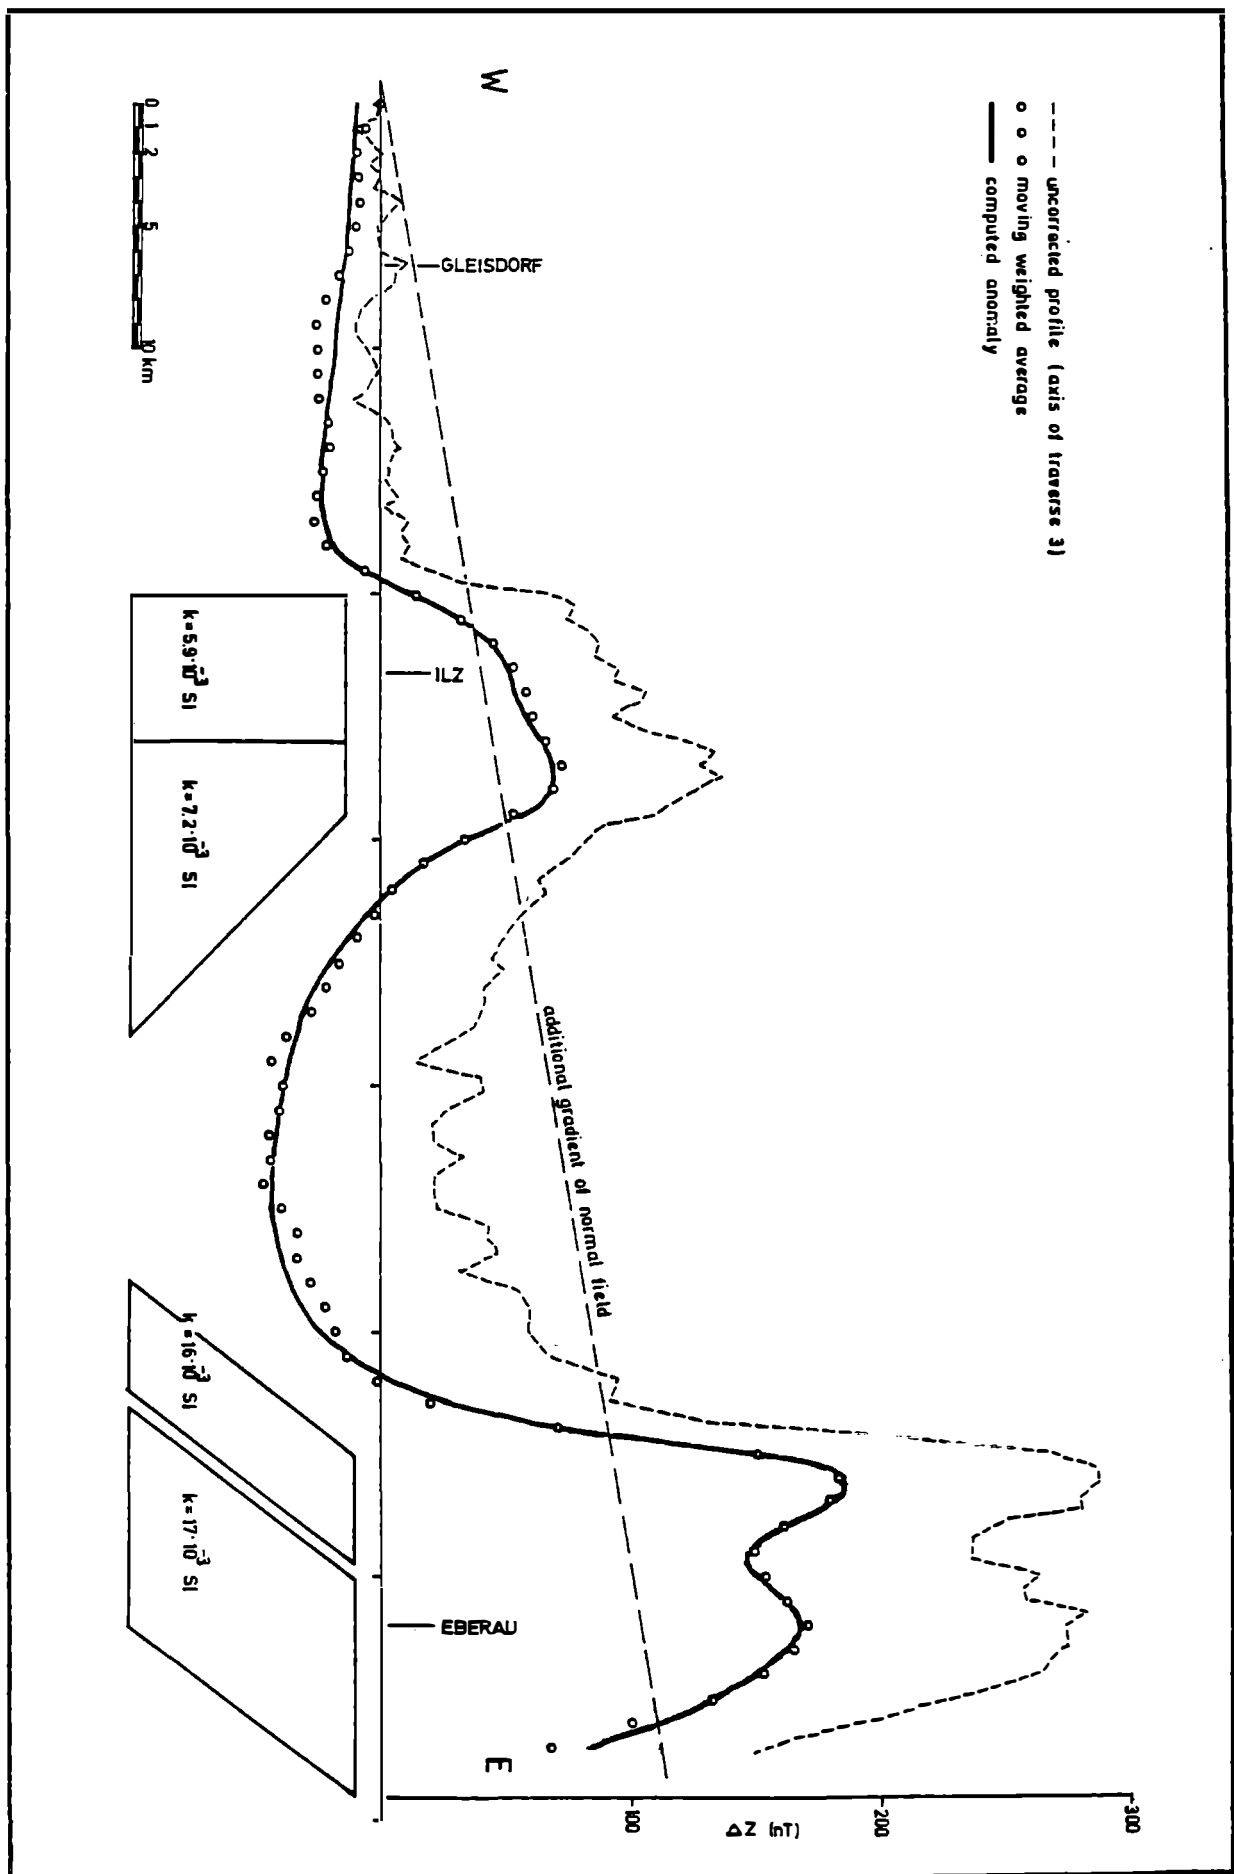 W
--- uncorrected profile (axis of traverse 3)
o o o moving weighted average
computed anomaly
GLEISDORF
ILZ
EBERAU
additional gradient of normal field
E
100
200
300
ΔZ (nT)
0 1 2 5 10 km
k=5.9·10⁻³ SI
k=7.2·10⁻³ SI
k=16·10⁻³ SI
k=17·10⁻³ SI